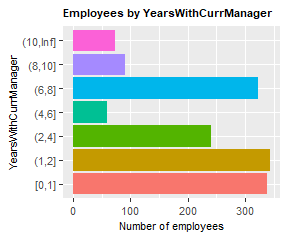 Employees by YearsWithCurrManager
YearsWithCurrManager
(10,Inf]
(8,10]
(6,8]
(4,6]
(2,4]
(1,2]
[0,1]
0 100 200 300
Number of employees